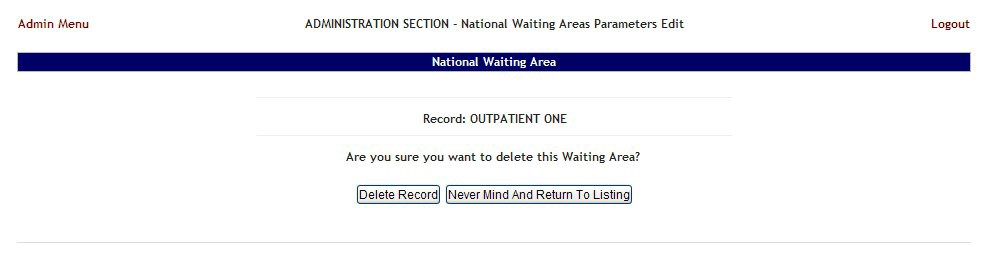 Admin Menu ADMINISTRATION SECTION - National Waiting Areas Parameters Edit Logout
National Waiting Area
Record: OUTPATIENT ONE
Are you sure you want to delete this Waiting Area?
Delete Record Never Mind And Return To Listing